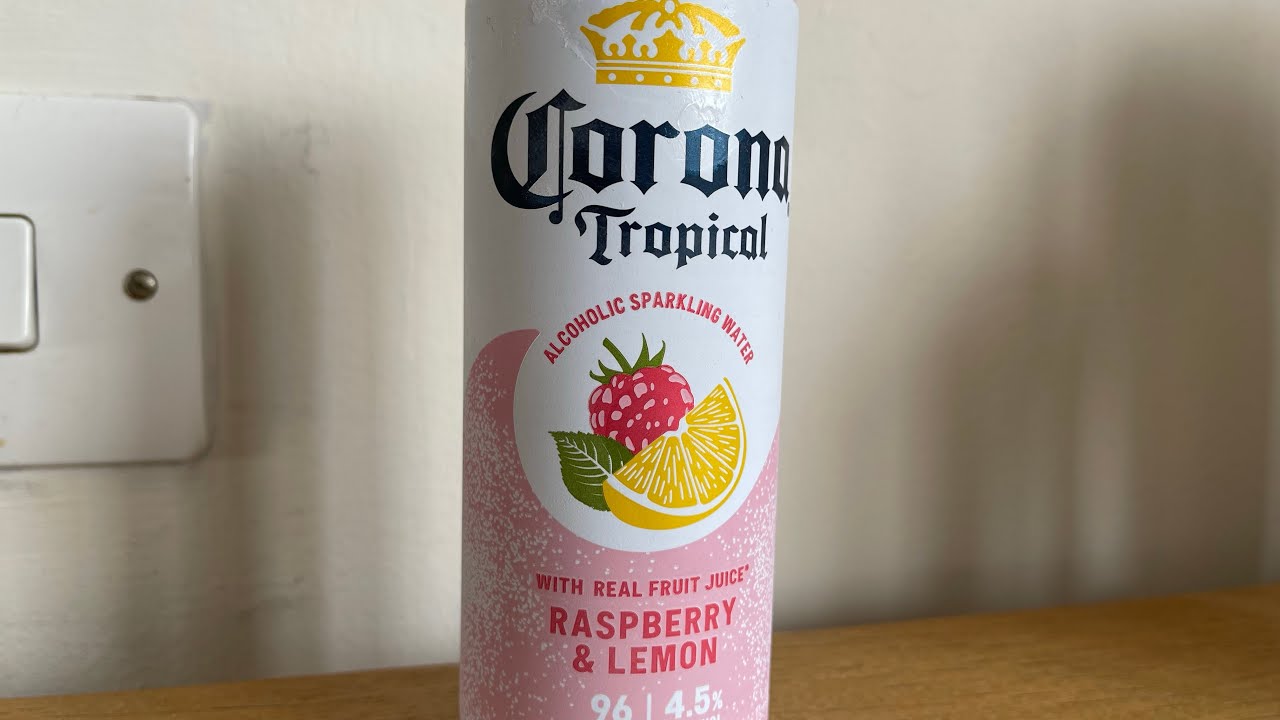 Corona
Tropical
ALCOHOLIC SPARKLING WATER
WITH REAL FRUIT JUICE*
RASPBERRY
& LEMON
96 | 4.5%